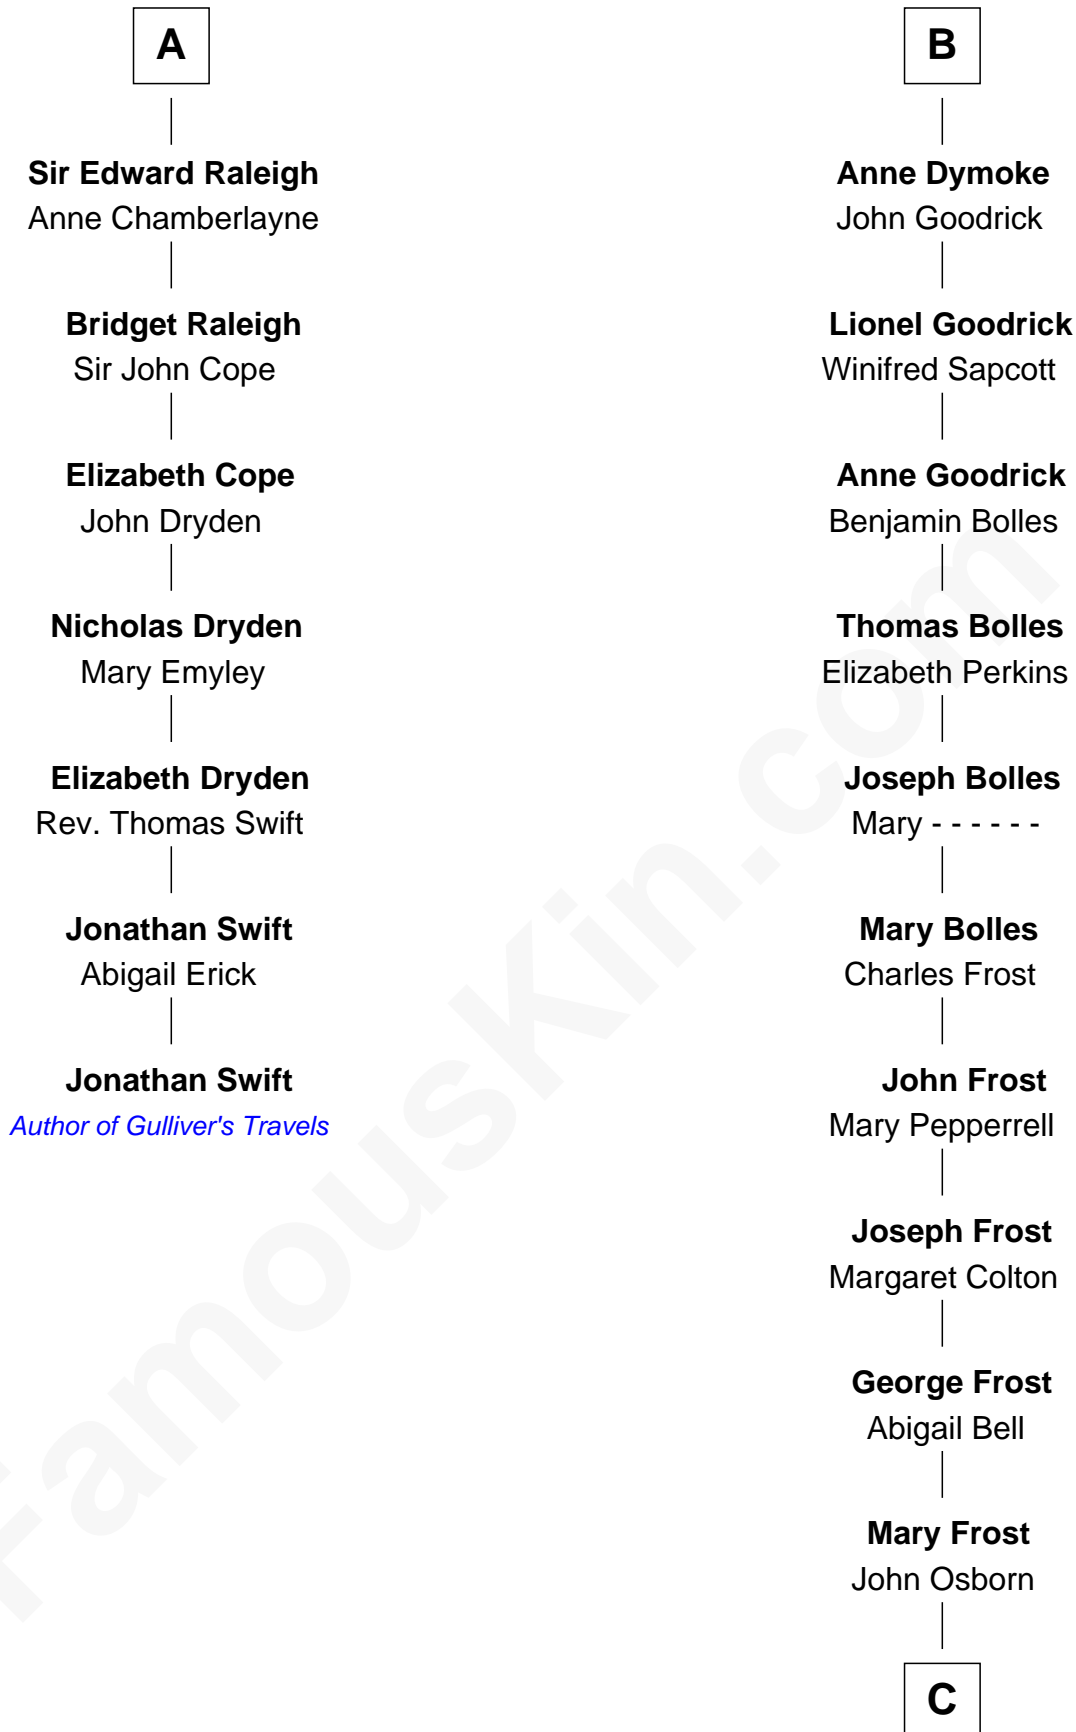 A
Sir Edward Raleigh
Anne Chamberlayne
Bridget Raleigh
Sir John Cope
Elizabeth Cope
John Dryden
Nicholas Dryden
Mary Emyley
Elizabeth Dryden
Rev. Thomas Swift
Jonathan Swift
Abigail Erick
Jonathan Swift
Author of Gulliver's Travels
B
Anne Dymoke
John Goodrick
Lionel Goodrick
Winifred Sapcott
Anne Goodrick
Benjamin Bolles
Thomas Bolles
Elizabeth Perkins
Joseph Bolles
Mary - - - - - -
Mary Bolles
Charles Frost
John Frost
Mary Pepperrell
Joseph Frost
Margaret Colton
George Frost
Abigail Bell
Mary Frost
John Osborn
C
FamousKin.com